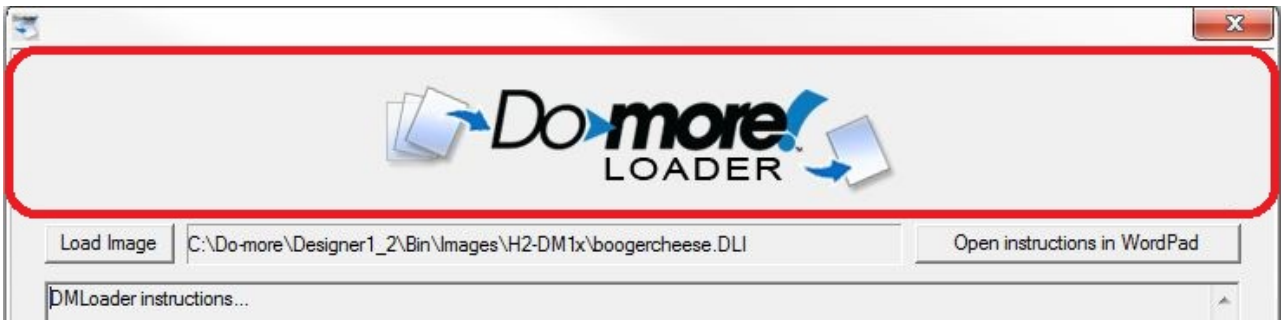 Do more!
LOADER
Load Image
C:\Do-more\Designer1_2\Bin\Images\H2-DM1x\boogercheese.DLI
Open instructions in WordPad
DMLoader instructions...